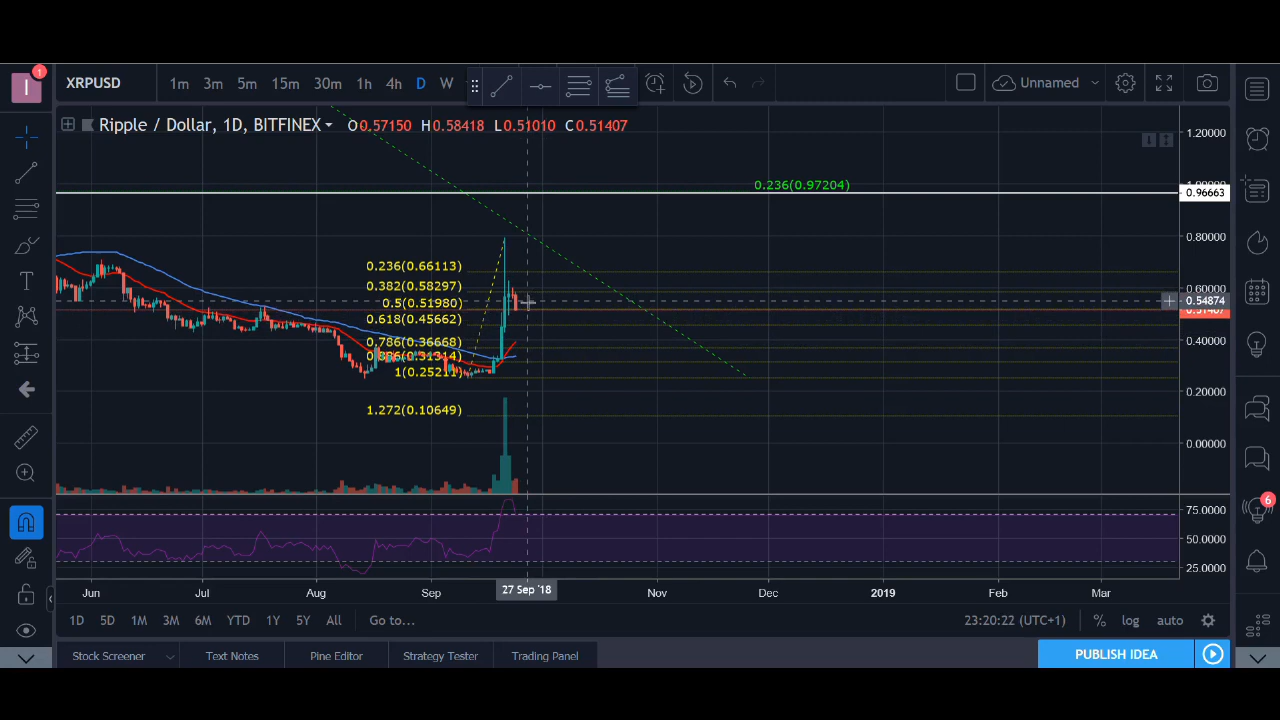 1
I
XRPUSD
1m 3m 5m 15m 30m 1h 4h D W
Unnamed
Ripple / Dollar, 1D, BITFINEX O0.57150 H0.58418 L0.51010 C0.51407
1.20000
0.236(0.97204)
0.96663
0.80000
0.236(0.66113)
0.382(0.58297)
0.60000
0.5(0.51980)
0.54874
0.51407
0.618(0.45662)
0.786(0.36668)
0.40000
1(0.25211)
0.20000
1.272(0.10649)
0.00000
75.0000
6
50.0000
25.0000
Jun Jul Aug Sep 27 Sep '18 Nov Dec 2019 Feb Mar
1D 5D 1M 3M 6M YTD 1Y 5Y All Go to... 23:20:22 (UTC+1) % log auto
Stock Screener Text Notes Pine Editor Strategy Tester Trading Panel PUBLISH IDEA